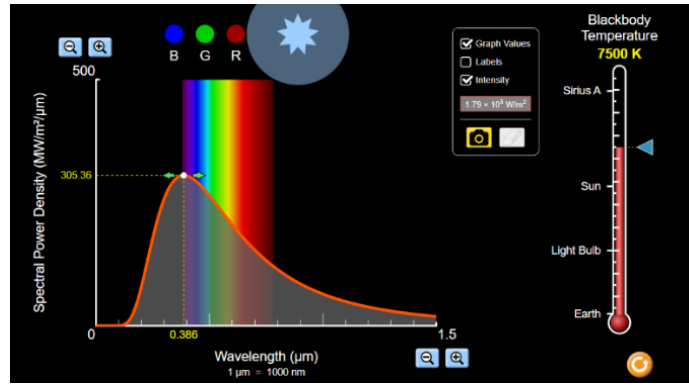 B G R
500
Spectral Power Density (MW/m²/μm)
305.36
0
0.386
1.5
Wavelength (μm)
1 μm = 1000 nm
Graph Values
Labels
Intensity
1.79 × 10⁸ W/m²
Blackbody
Temperature
7500 K
Sirius A
Sun
Light Bulb
Earth